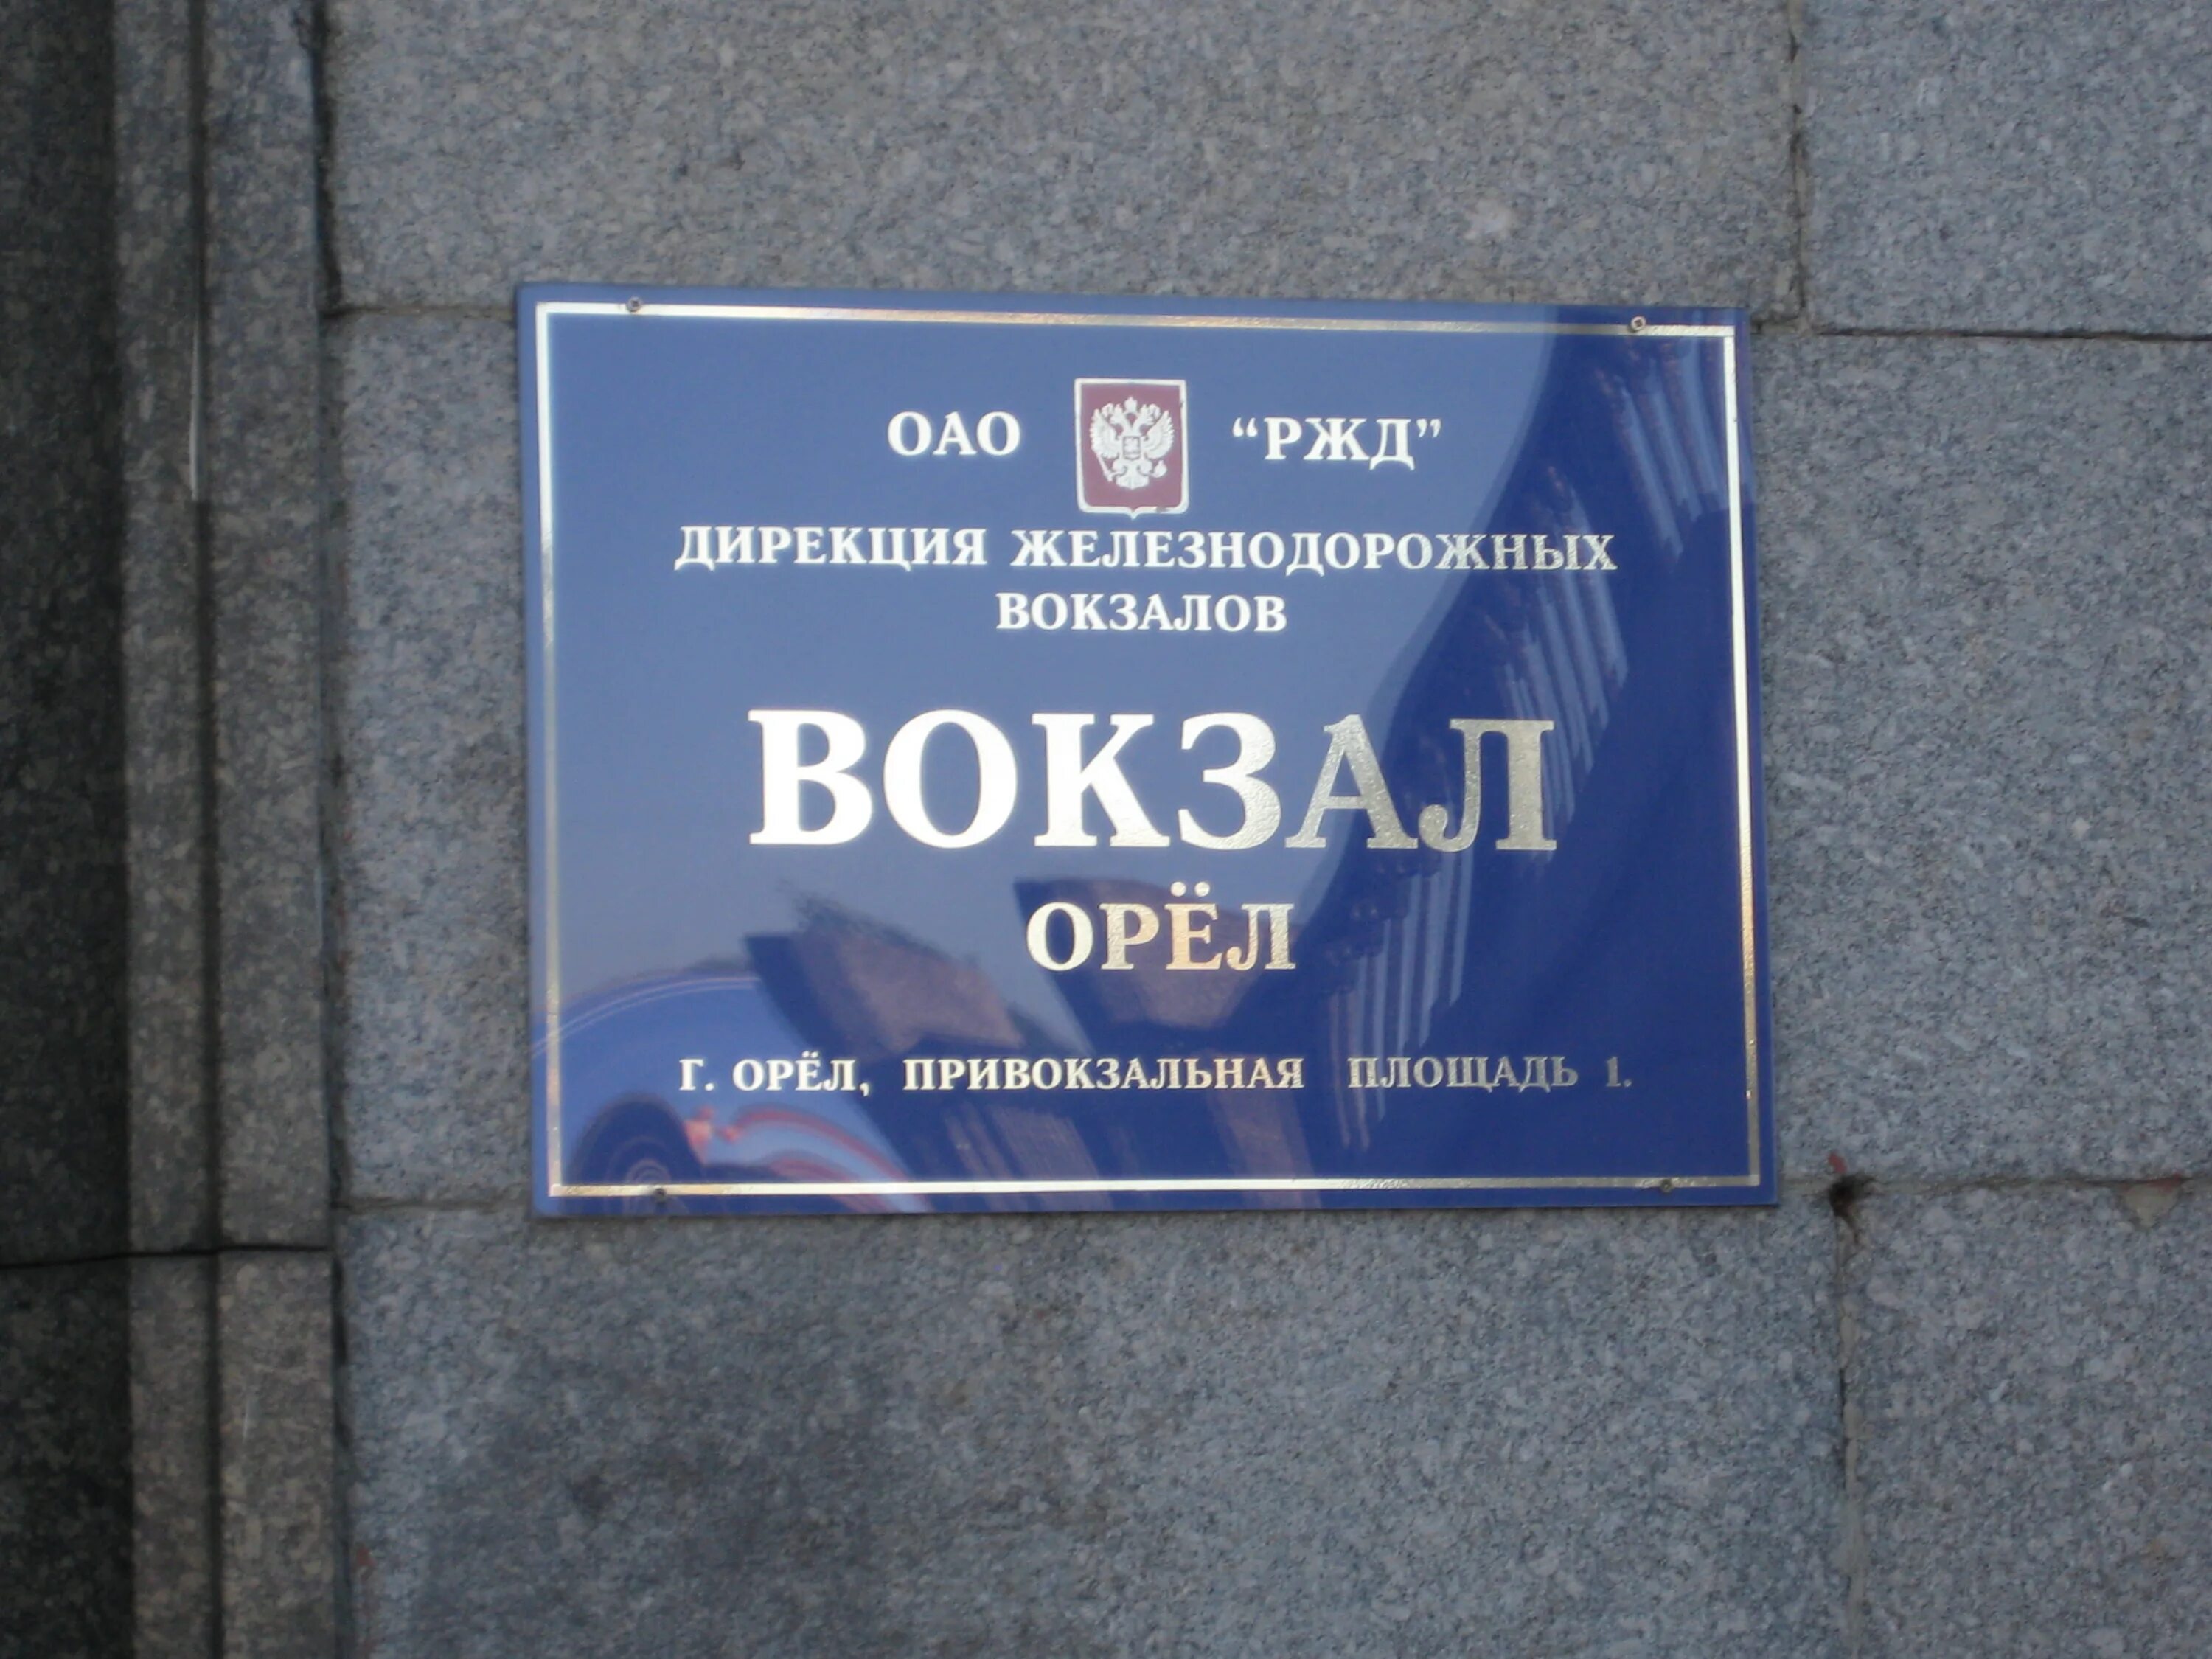 ОАО “РЖД”
ДИРЕКЦИЯ ЖЕЛЕЗНОДОРОЖНЫХ
ВОКЗАЛОВ
ВОКЗАЛ
ОРЁЛ
Г. ОРЁЛ, ПРИВОКЗАЛЬНАЯ ПЛОЩАДЬ 1.